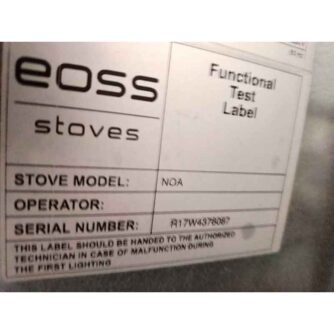 eoss
stoves
Functional
Test
Label
STOVE MODEL: NOA
OPERATOR:
SERIAL NUMBER: R17W4378087
THIS LABEL SHOULD BE HANDED TO THE AUTHORIZED
TECHNICIAN IN CASE OF MALFUNCTION DURING
THE FIRST LIGHTING